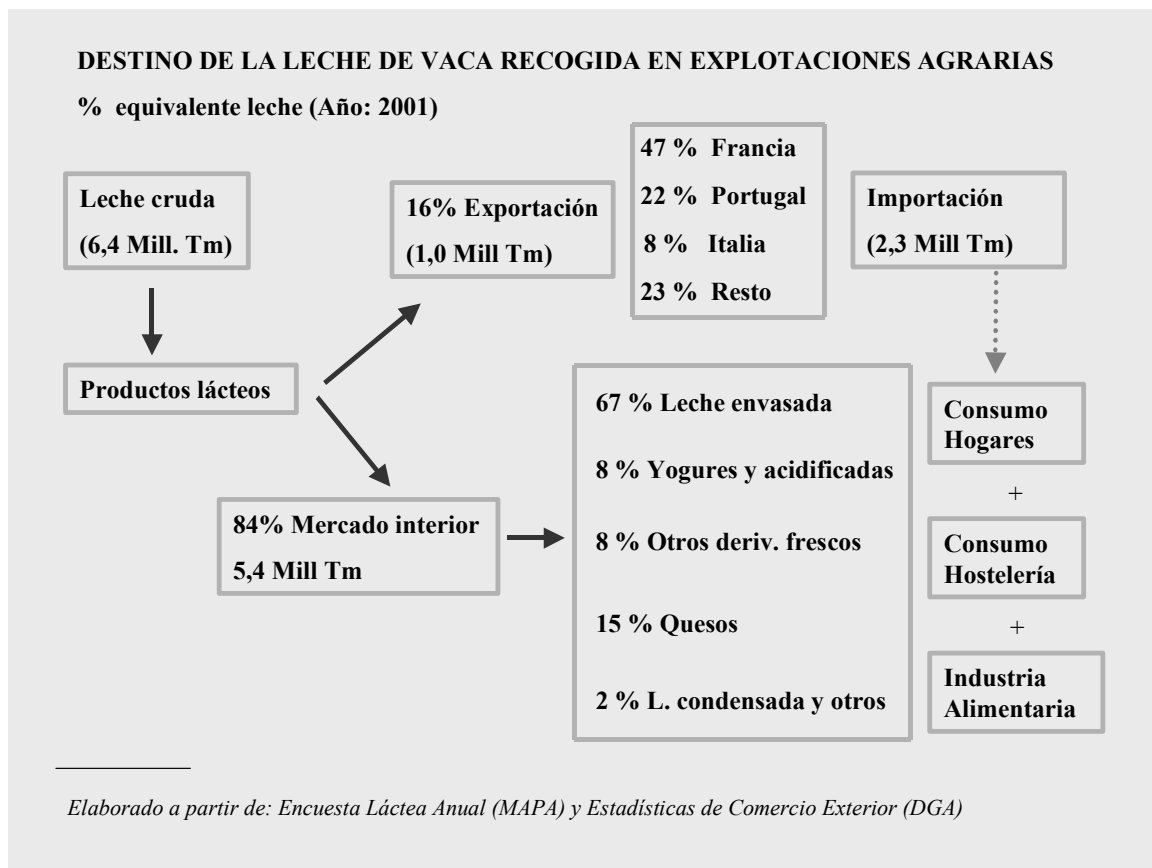 DESTINO DE LA LECHE DE VACA RECOGIDA EN EXPLOTACIONES AGRARIAS
% equivalente leche (Año: 2001)
Leche cruda
(6,4 Mill. Tm)
16% Exportación
(1,0 Mill Tm)
47 % Francia
22 % Portugal
8 % Italia
23 % Resto
Importación
(2,3 Mill Tm)
Productos lácteos
84% Mercado interior
5,4 Mill Tm
67 % Leche envasada
8 % Yogures y acidificadas
8 % Otros deriv. frescos
15 % Quesos
2 % L. condensada y otros
Consumo
Hogares
+
Consumo
Hostelería
+
Industria
Alimentaria
Elaborado a partir de: Encuesta Láctea Anual (MAPA) y Estadísticas de Comercio Exterior (DGA)